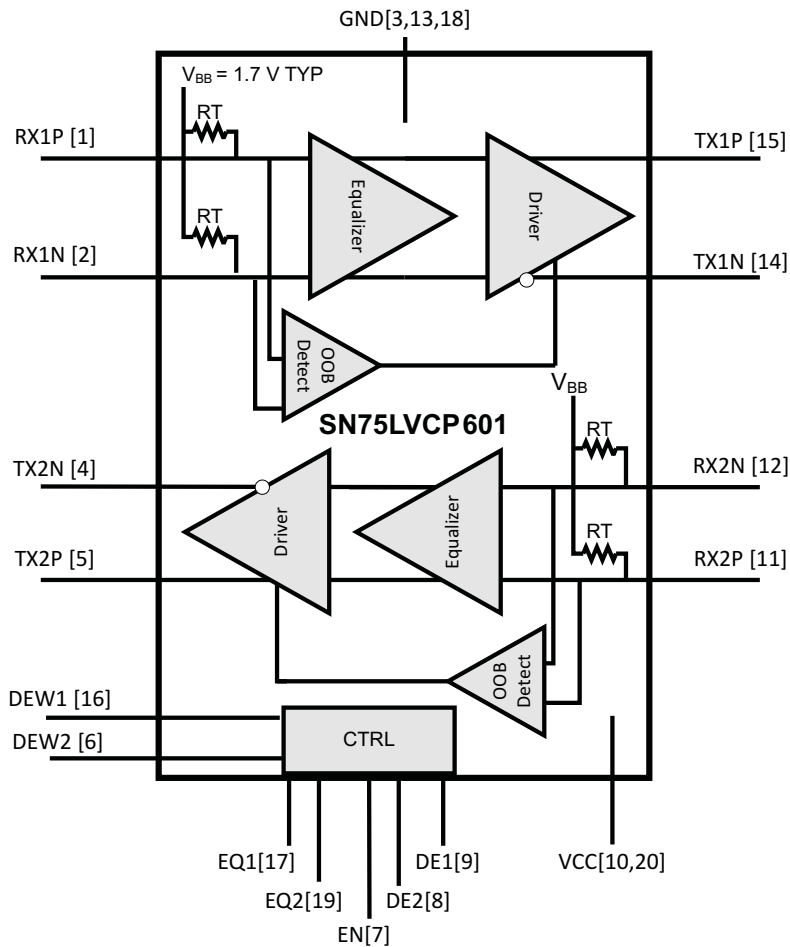 GND[3,13,18]
VBB = 1.7 V TYP
RT
RX1P [1]
TX1P [15]
Equalizer
Driver
RT
RX1N [2]
TX1N [14]
OOB
Detect
VBB
SN75LVCP601
RT
TX2N [4]
RX2N [12]
Driver
Equalizer
RT
TX2P [5]
RX2P [11]
OOB
Detect
DEW1 [16]
CTRL
DEW2 [6]
EQ1[17]
DE1[9]
VCC[10,20]
EQ2[19]
DE2[8]
EN[7]